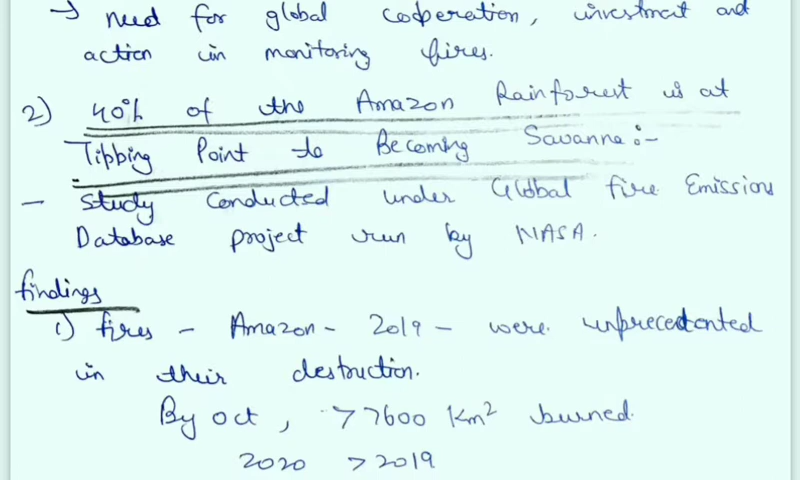 → need for global cooperation, investment and
action in monitoring fires.
2) 40% of the Amazon Rainforest is at
Tipping Point to Becoming Savanna:-
- Study Conducted under Global fire Emissions
Database project run by NASA.
findings
1) fires - Amazon - 2019 - were unprecedented
in their destruction.
By oct, >7600 Km² burned.
2020 > 2019